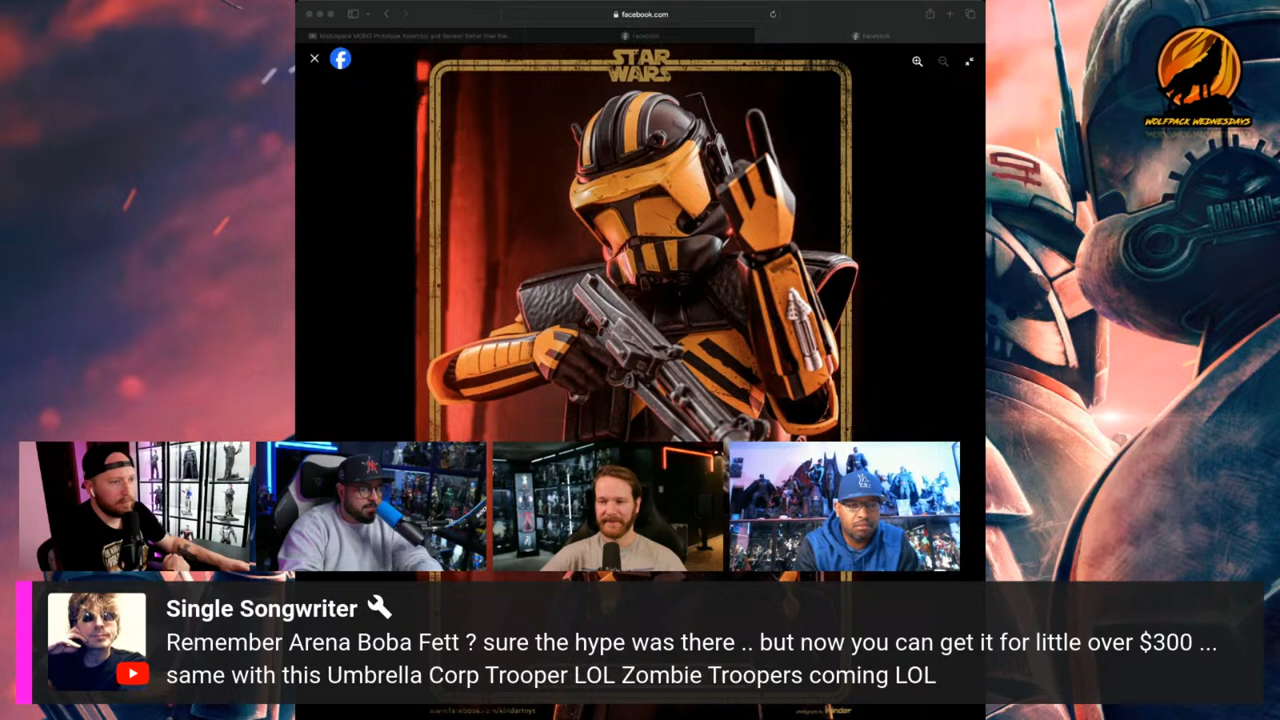 facebook.com
Facebook
Facebook
STAR
WARS
WOLFPACK WEDNESDAYS
Single Songwriter
Remember Arena Boba Fett ? sure the hype was there .. but now you can get it for little over $300 ...
same with this Umbrella Corp Trooper LOL Zombie Troopers coming LOL